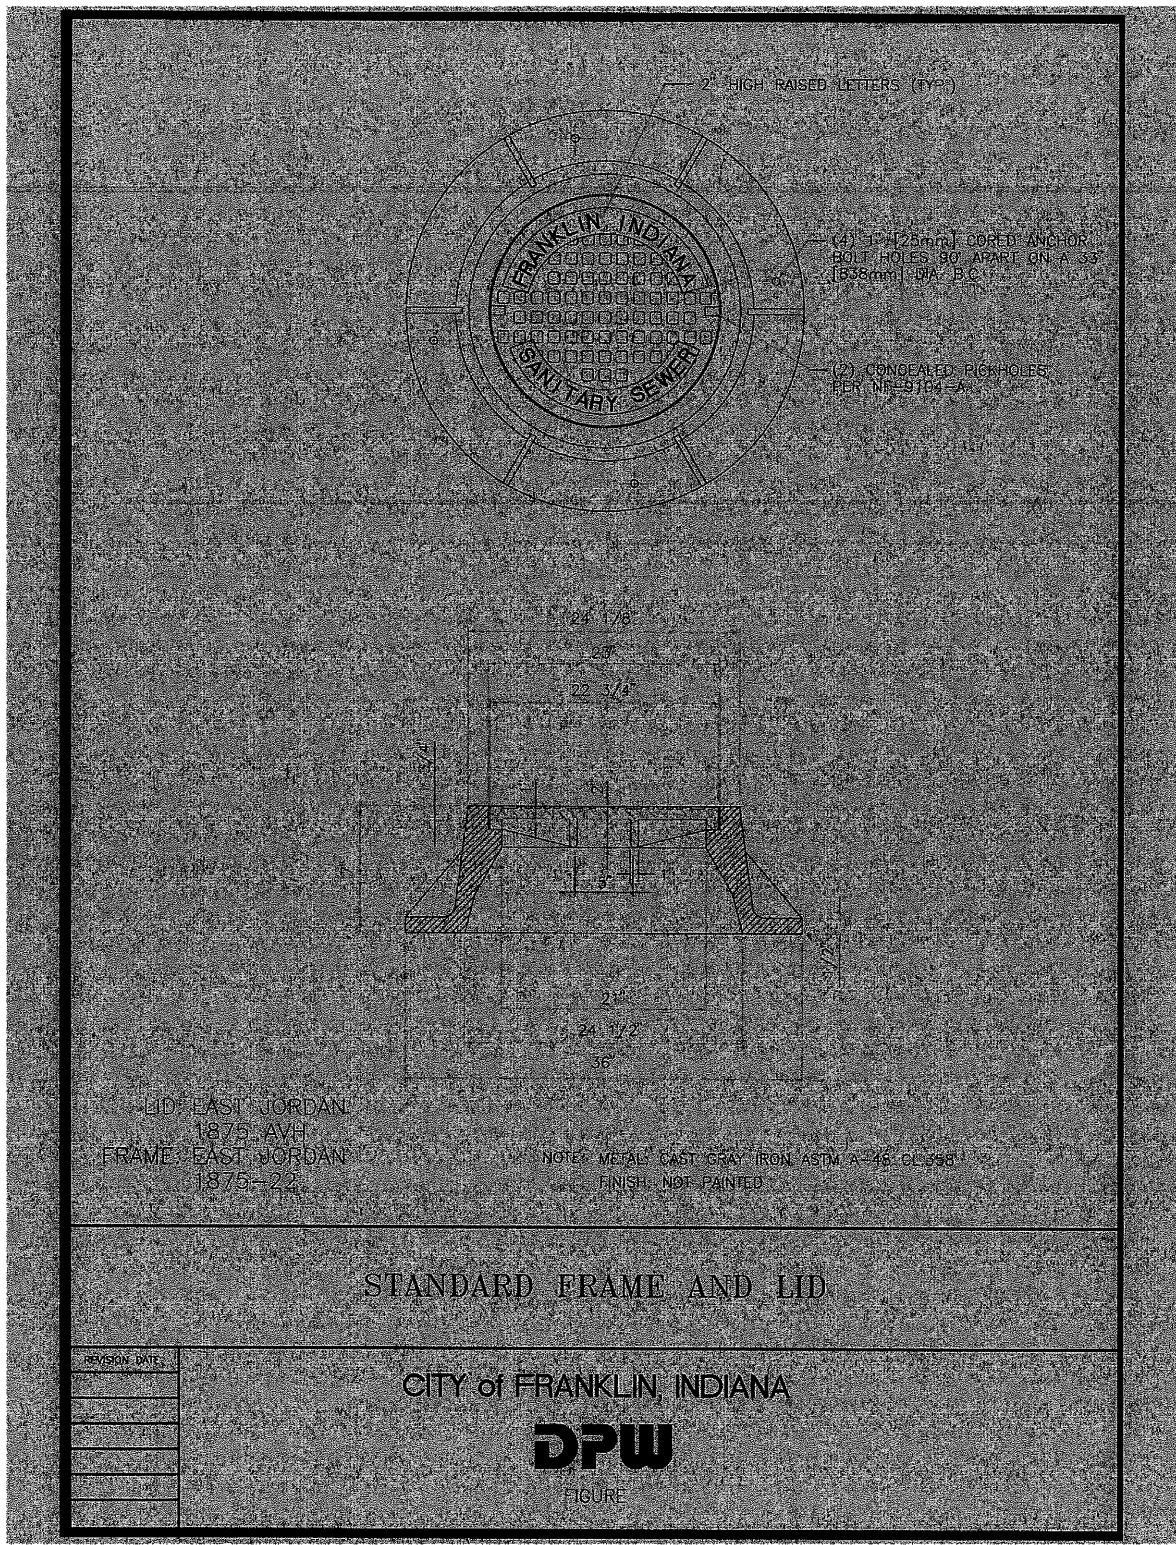 2" HIGH RAISED LETTERS (TYP.)
FRANKLIN, INDIANA
SANITARY SEWER
(4) 1" [25mm] CORED ANCHOR
BOLT HOLES 90° APART ON A 33"
[838mm] DIA. B.C.
(2) CONCEALED PICKHOLES
PER NF-9104-A
24 1/8"
23"
22 3/4"
2"
9"
21"
24 1/2"
36"
LID: EAST JORDAN
1875 AVH
FRAME: EAST JORDAN
1875-22
NOTE: METAL: CAST GRAY IRON ASTM A-48 CL35B
FINISH: NOT PAINTED
STANDARD FRAME AND LID
REVISION DATE
CITY of FRANKLIN, INDIANA
DPW
FIGURE